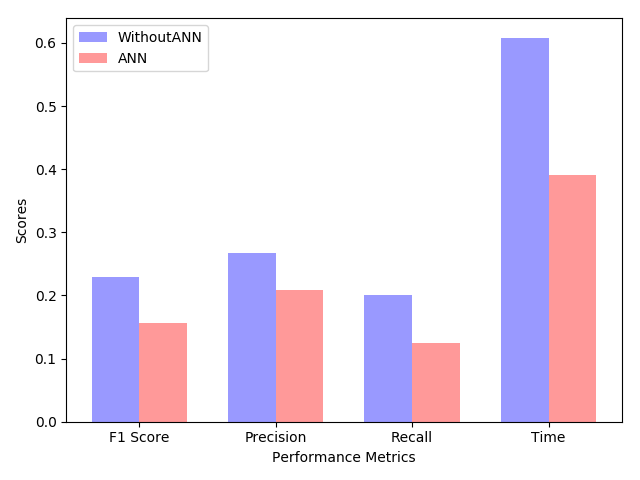 WithoutANN
ANN
0.6
0.5
0.4
0.3
0.2
0.1
0.0
Scores
F1 Score Precision Recall Time
Performance Metrics